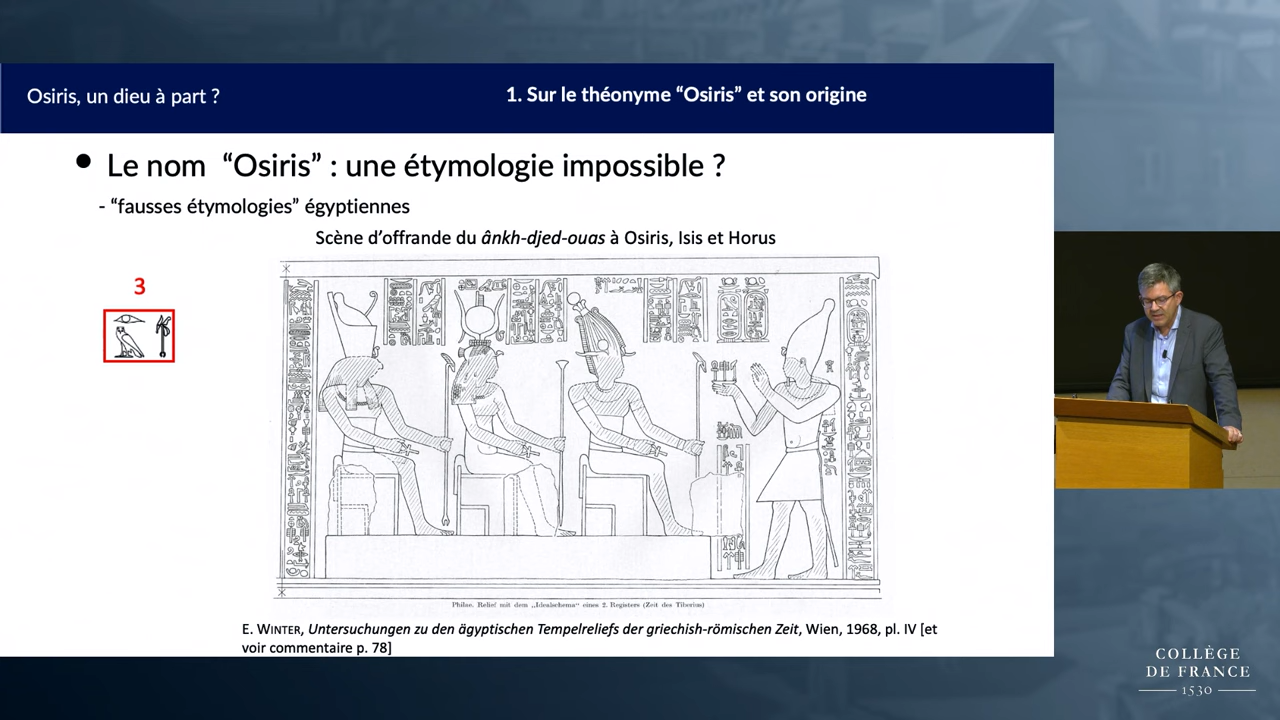 Osiris, un dieu à part ?
1. Sur le théonyme “Osiris” et son origine
● Le nom “Osiris” : une étymologie impossible ?
- “fausses étymologies” égyptiennes
Scène d’offrande du ânkh-djed-ouas à Osiris, Isis et Horus
3
Philae. Relief mit dem „Idealschema“ eines 2. Registers (Zeit des Tiberius)
E. WINTER, Untersuchungen zu den ägyptischen Tempelreliefs der griechish-römischen Zeit, Wien, 1968, pl. IV [et
voir commentaire p. 78]
COLLÈGE
DE FRANCE
1530